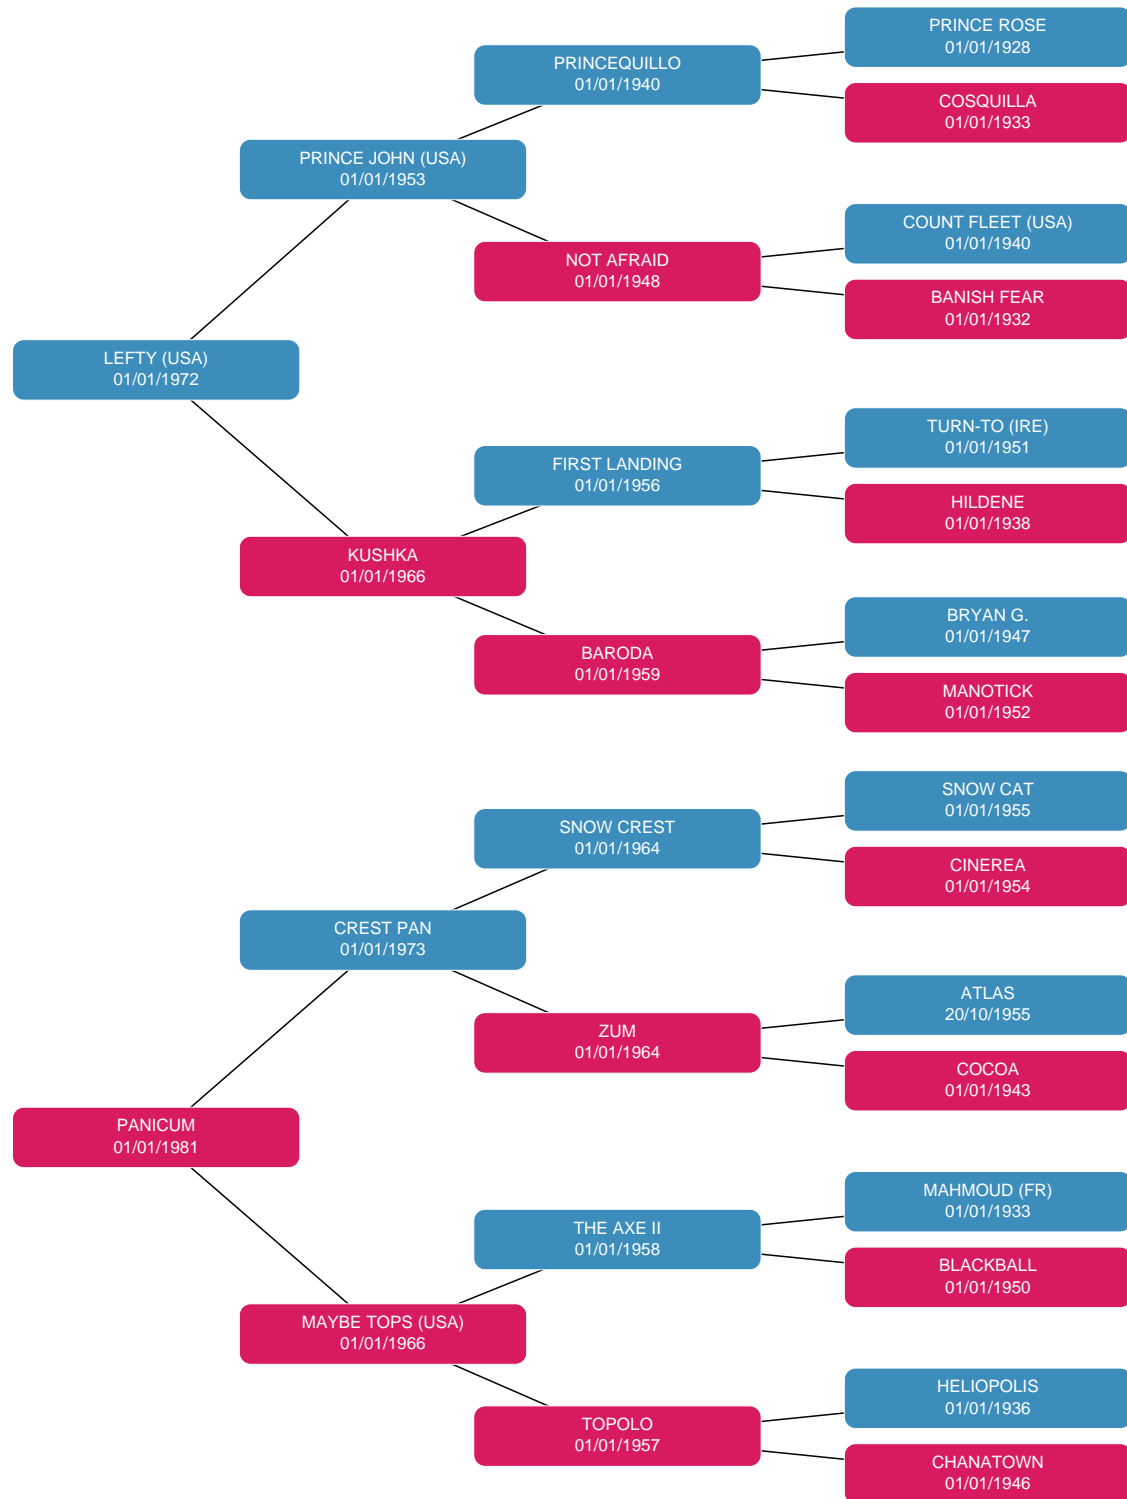 PRINCE ROSE
01/01/1928
PRINCEQUILLO
01/01/1940
COSQUILLA
01/01/1933
PRINCE JOHN (USA)
01/01/1953
COUNT FLEET (USA)
01/01/1940
NOT AFRAID
01/01/1948
BANISH FEAR
01/01/1932
LEFTY (USA)
01/01/1972
TURN-TO (IRE)
01/01/1951
FIRST LANDING
01/01/1956
HILDENE
01/01/1938
KUSHKA
01/01/1966
BRYAN G.
01/01/1947
BARODA
01/01/1959
MANOTICK
01/01/1952
SNOW CAT
01/01/1955
SNOW CREST
01/01/1964
CINEREA
01/01/1954
CREST PAN
01/01/1973
ATLAS
20/10/1955
ZUM
01/01/1964
COCOA
01/01/1943
PANICUM
01/01/1981
MAHMOUD (FR)
01/01/1933
THE AXE II
01/01/1958
BLACKBALL
01/01/1950
MAYBE TOPS (USA)
01/01/1966
HELIOPOLIS
01/01/1936
TOPOLO
01/01/1957
CHANATOWN
01/01/1946